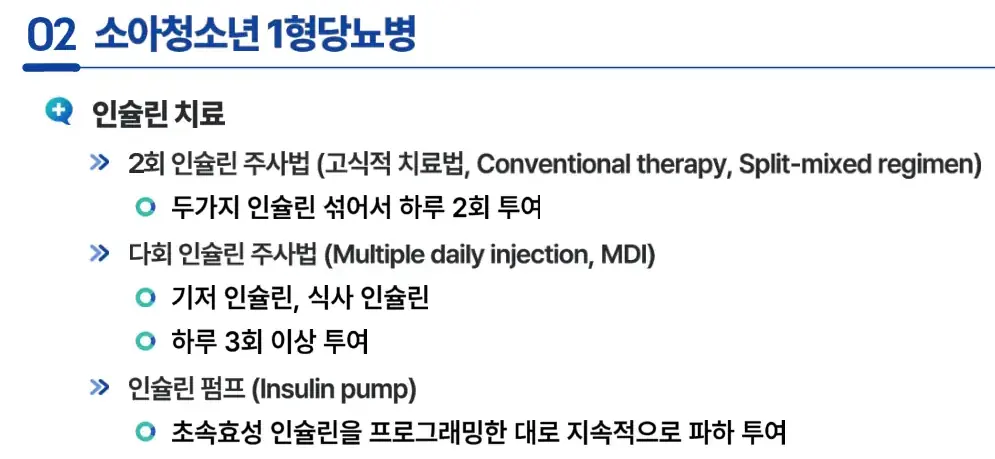 02 소아청소년 1형당뇨병
인슐린 치료
2회 인슐린 주사법 (고식적 치료법, Conventional therapy, Split-mixed regimen)
두가지 인슐린 섞어서 하루 2회 투여
다회 인슐린 주사법 (Multiple daily injection, MDI)
기저 인슐린, 식사 인슐린
하루 3회 이상 투여
인슐린 펌프 (Insulin pump)
초속효성 인슐린을 프로그래밍한 대로 지속적으로 파하 투여